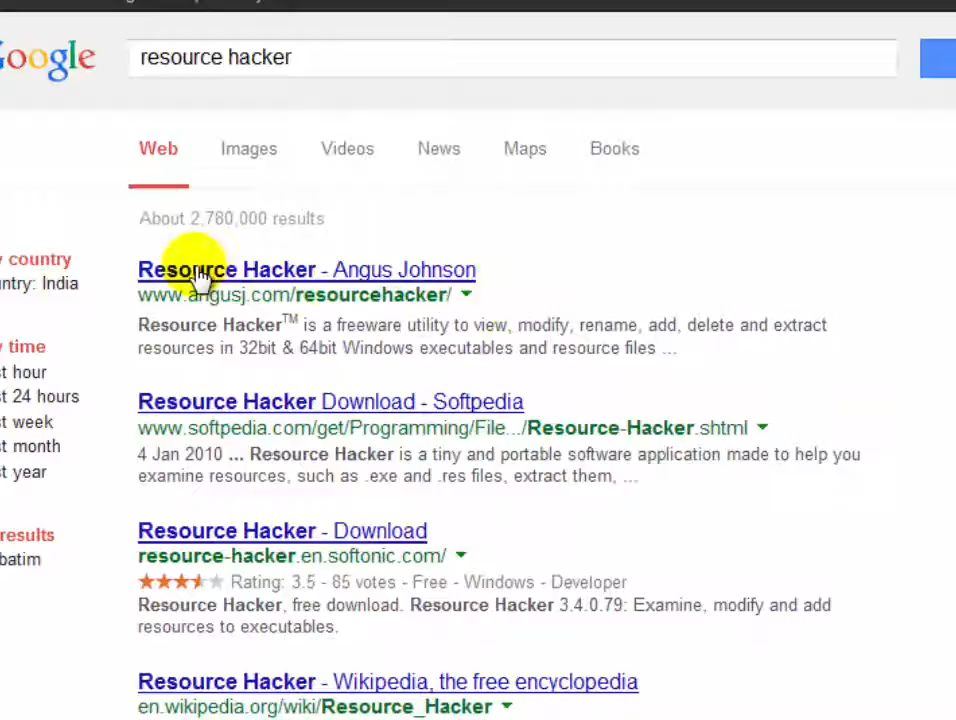 Google
resource hacker
Web Images Videos News Maps Books
About 2,780,000 results
country
India
Resource Hacker - Angus Johnson
www.angusj.com/resourcehacker/
Resource Hacker™ is a freeware utility to view, modify, rename, add, delete and extract
resources in 32bit & 64bit Windows executables and resource files ...
time
hour
24 hours
week
month
year
Resource Hacker Download - Softpedia
www.softpedia.com/get/Programming/File.../Resource-Hacker.shtml
4 Jan 2010 ... Resource Hacker is a tiny and portable software application made to help you
examine resources, such as .exe and .res files, extract them, ...
results
Resource Hacker - Download
resource-hacker.en.softonic.com/
Rating: 3.5 - 85 votes - Free - Windows - Developer
Resource Hacker, free download. Resource Hacker 3.4.0.79: Examine, modify and add
resources to executables.
Resource Hacker - Wikipedia, the free encyclopedia
en.wikipedia.org/wiki/Resource_Hacker